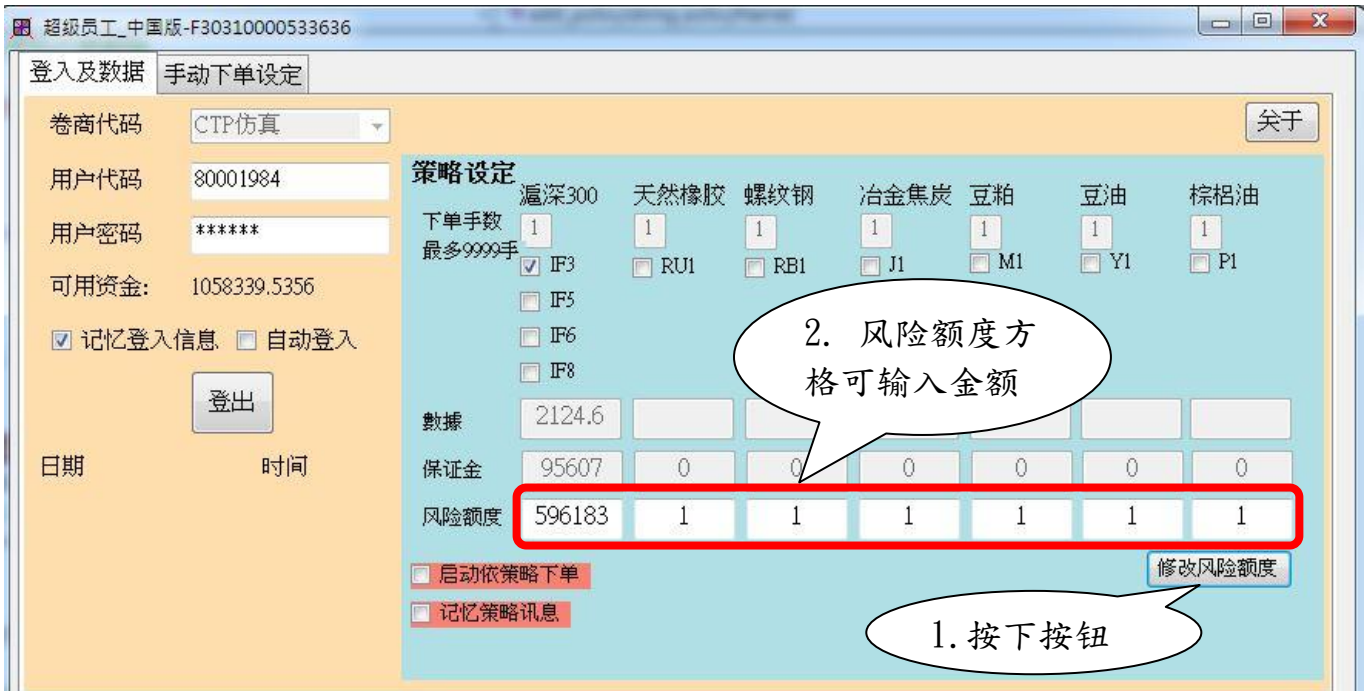 超级员工_中国版-F30310000533636
登入及数据 手动下单设定
卷商代码 CTP仿真 关于
用户代码 80001984
用户密码 ******
可用资金: 1058339.5356
记忆登入信息 自动登入
登出
日期 时间
策略设定
滬深300 天然橡胶 螺纹钢 冶金焦炭 豆粕 豆油 棕梠油
下单手数 1 1 1 1 1 1 1
最多9999手
IF3 RU1 RB1 J1 M1 Y1 P1
IF5
IF6
IF8
2. 风险额度方
格可输入金额
數據 2124.6
保证金 95607 0 0 0 0 0 0
风险额度 596183 1 1 1 1 1 1
启动依策略下单 修改风险额度
记忆策略讯息
1.按下按钮